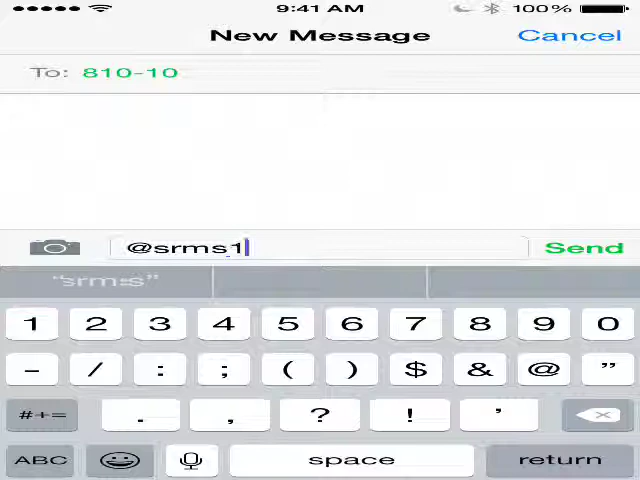 9:41 AM 100%
New Message Cancel
To: 810-10
@srms1 Send
"srms"
1 2 3 4 5 6 7 8 9 0
- / : ; ( ) $ & @ "
#+= . , ? ! '
ABC space return